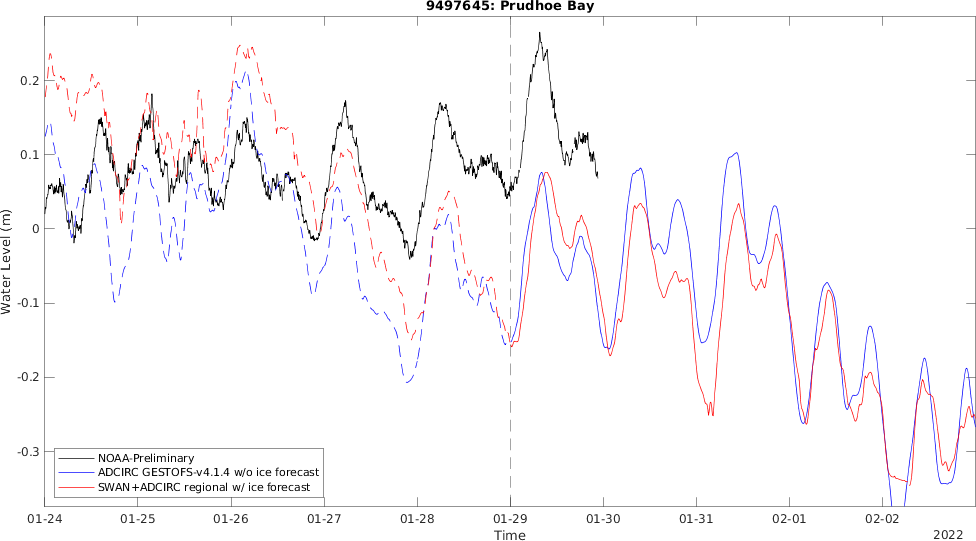 9497645: Prudhoe Bay
Water Level (m)
0.2
0.1
0
-0.1
-0.2
-0.3
NOAA-Preliminary
ADCIRC GESTOFS-v4.1.4 w/o ice forecast
SWAN+ADCIRC regional w/ ice forecast
01-24 01-25 01-26 01-27 01-28 01-29 01-30 01-31 02-01 02-02
Time
2022